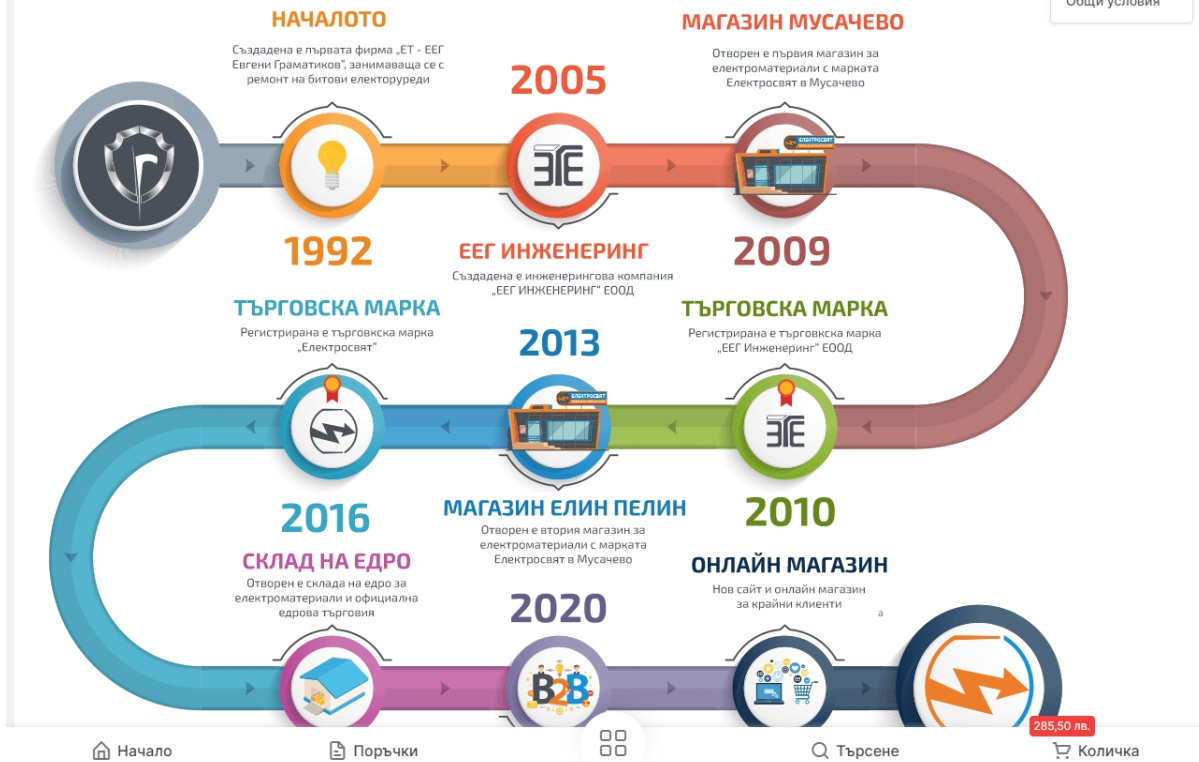 Общи условия
НАЧАЛОТО
Създадена е първата фирма „ЕТ - ЕЕГ
Евгени Граматиков“, занимаваща се с
ремонт на битови електоруреди
2005
МАГАЗИН МУСАЧЕВО
Отворен е първия магазин за
електроматериали с марката
Електросвят в Мусачево
ЕЛЕКТРОСВЯТ
1992
ЕЕГ ИНЖЕНЕРИНГ
Създадена е инженерингова компания
„ЕЕГ ИНЖЕНЕРИНГ“ ЕООД
2009
ТЪРГОВСКА МАРКА
Регистрирана е търговкска марка
„Електросвят“
2013
ТЪРГОВСКА МАРКА
Регистрирана е търговкска марка
„ЕЕГ Инженеринг“ ЕООД
ЕЛЕКТРОСВЯТ
2016
МАГАЗИН ЕЛИН ПЕЛИН
Отворен е втория магазин за
електроматериали с марката
Електросвят в Мусачево
2010
СКЛАД НА ЕДРО
Отворен е склада на едро за
електроматериали и официална
едрова търговия
2020
ОНЛАЙН МАГАЗИН
Нов сайт и онлайн магазин
за крайни клиенти
а
B2B
285,50 лв.
Начало
Поръчки
Търсене
Количка